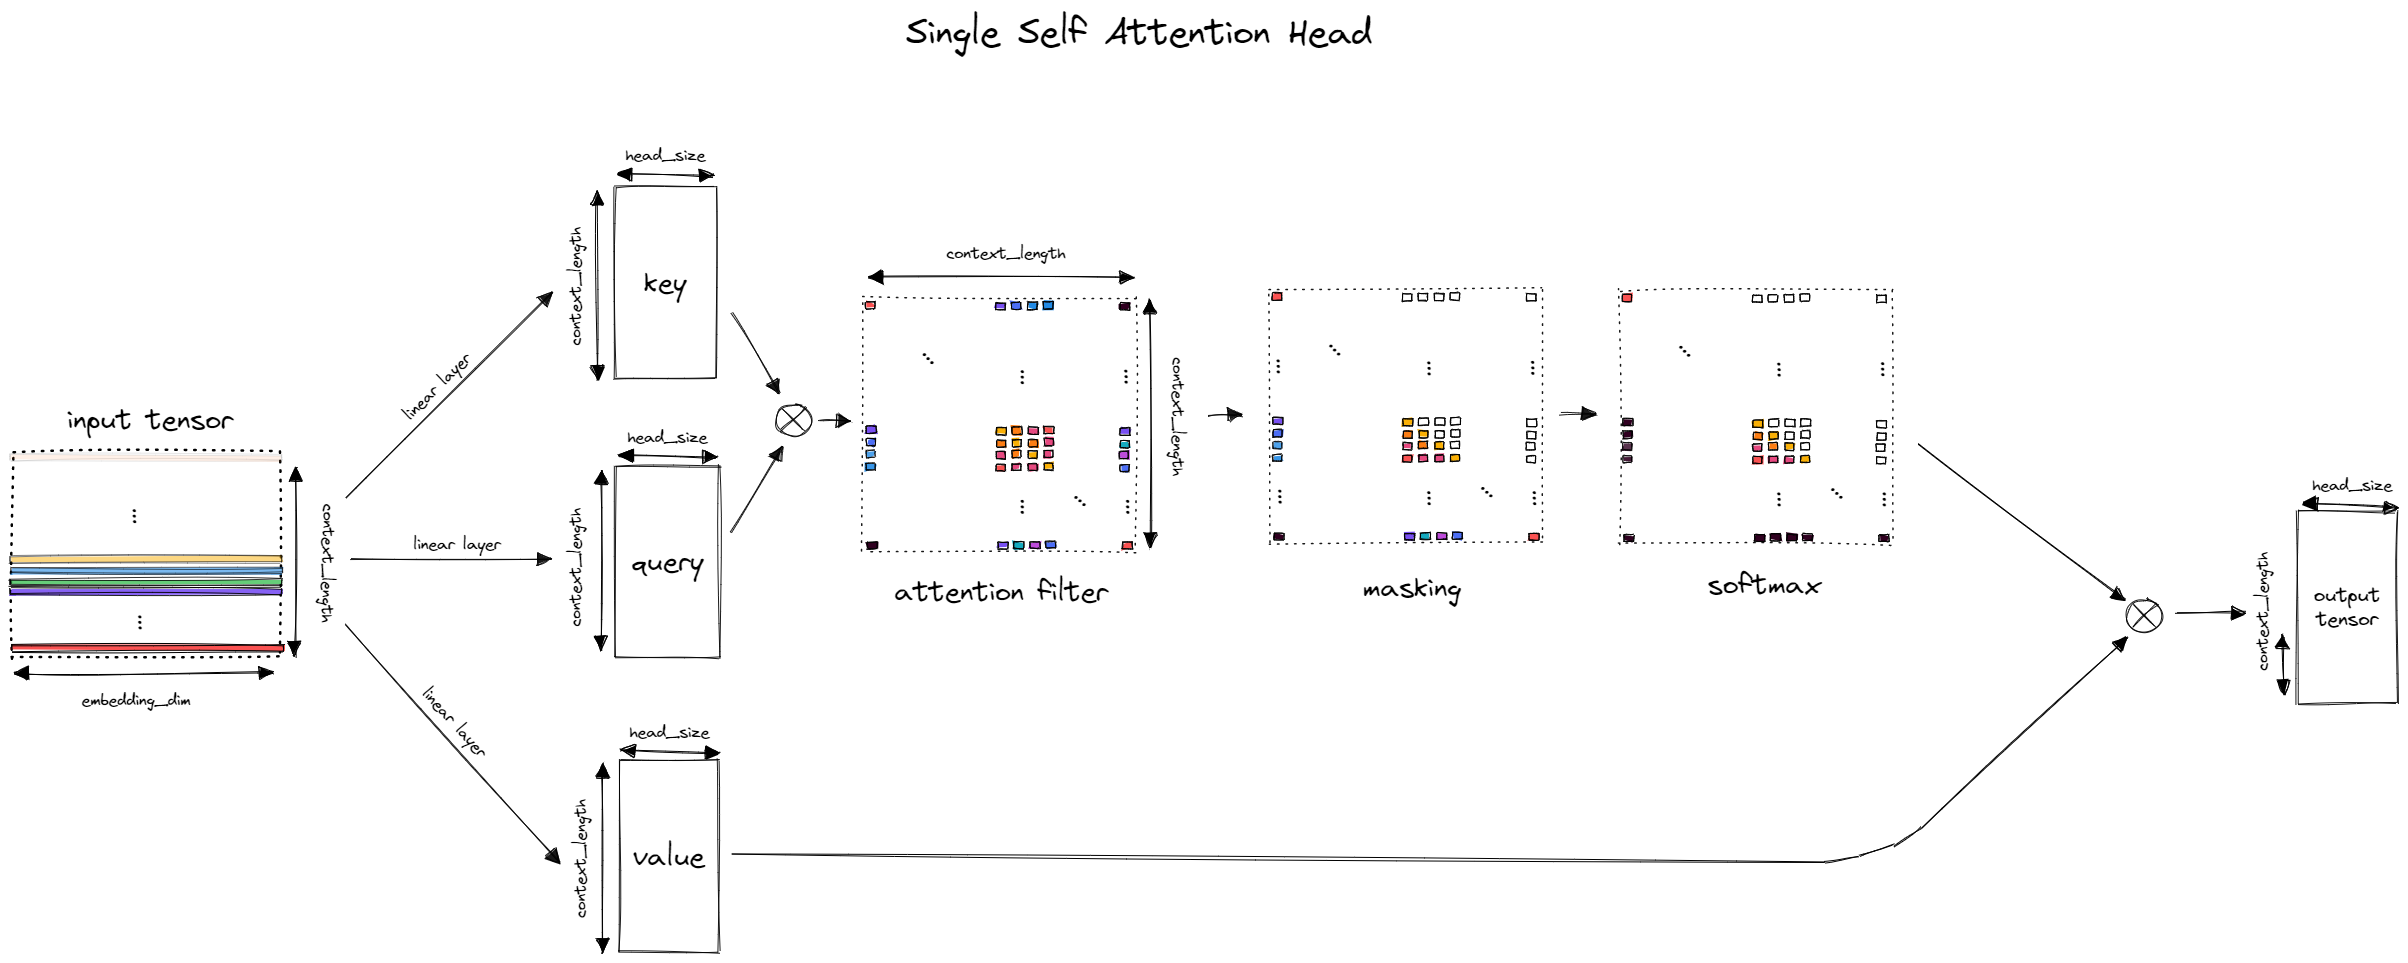 Single Self Attention Head
input tensor
context_length
embedding_dim
linear layer
linear layer
linear layer
head_size
context_length
key
head_size
context_length
query
head_size
context_length
value
context_length
context_length
attention filter
masking
softmax
head_size
context_length
output
tensor